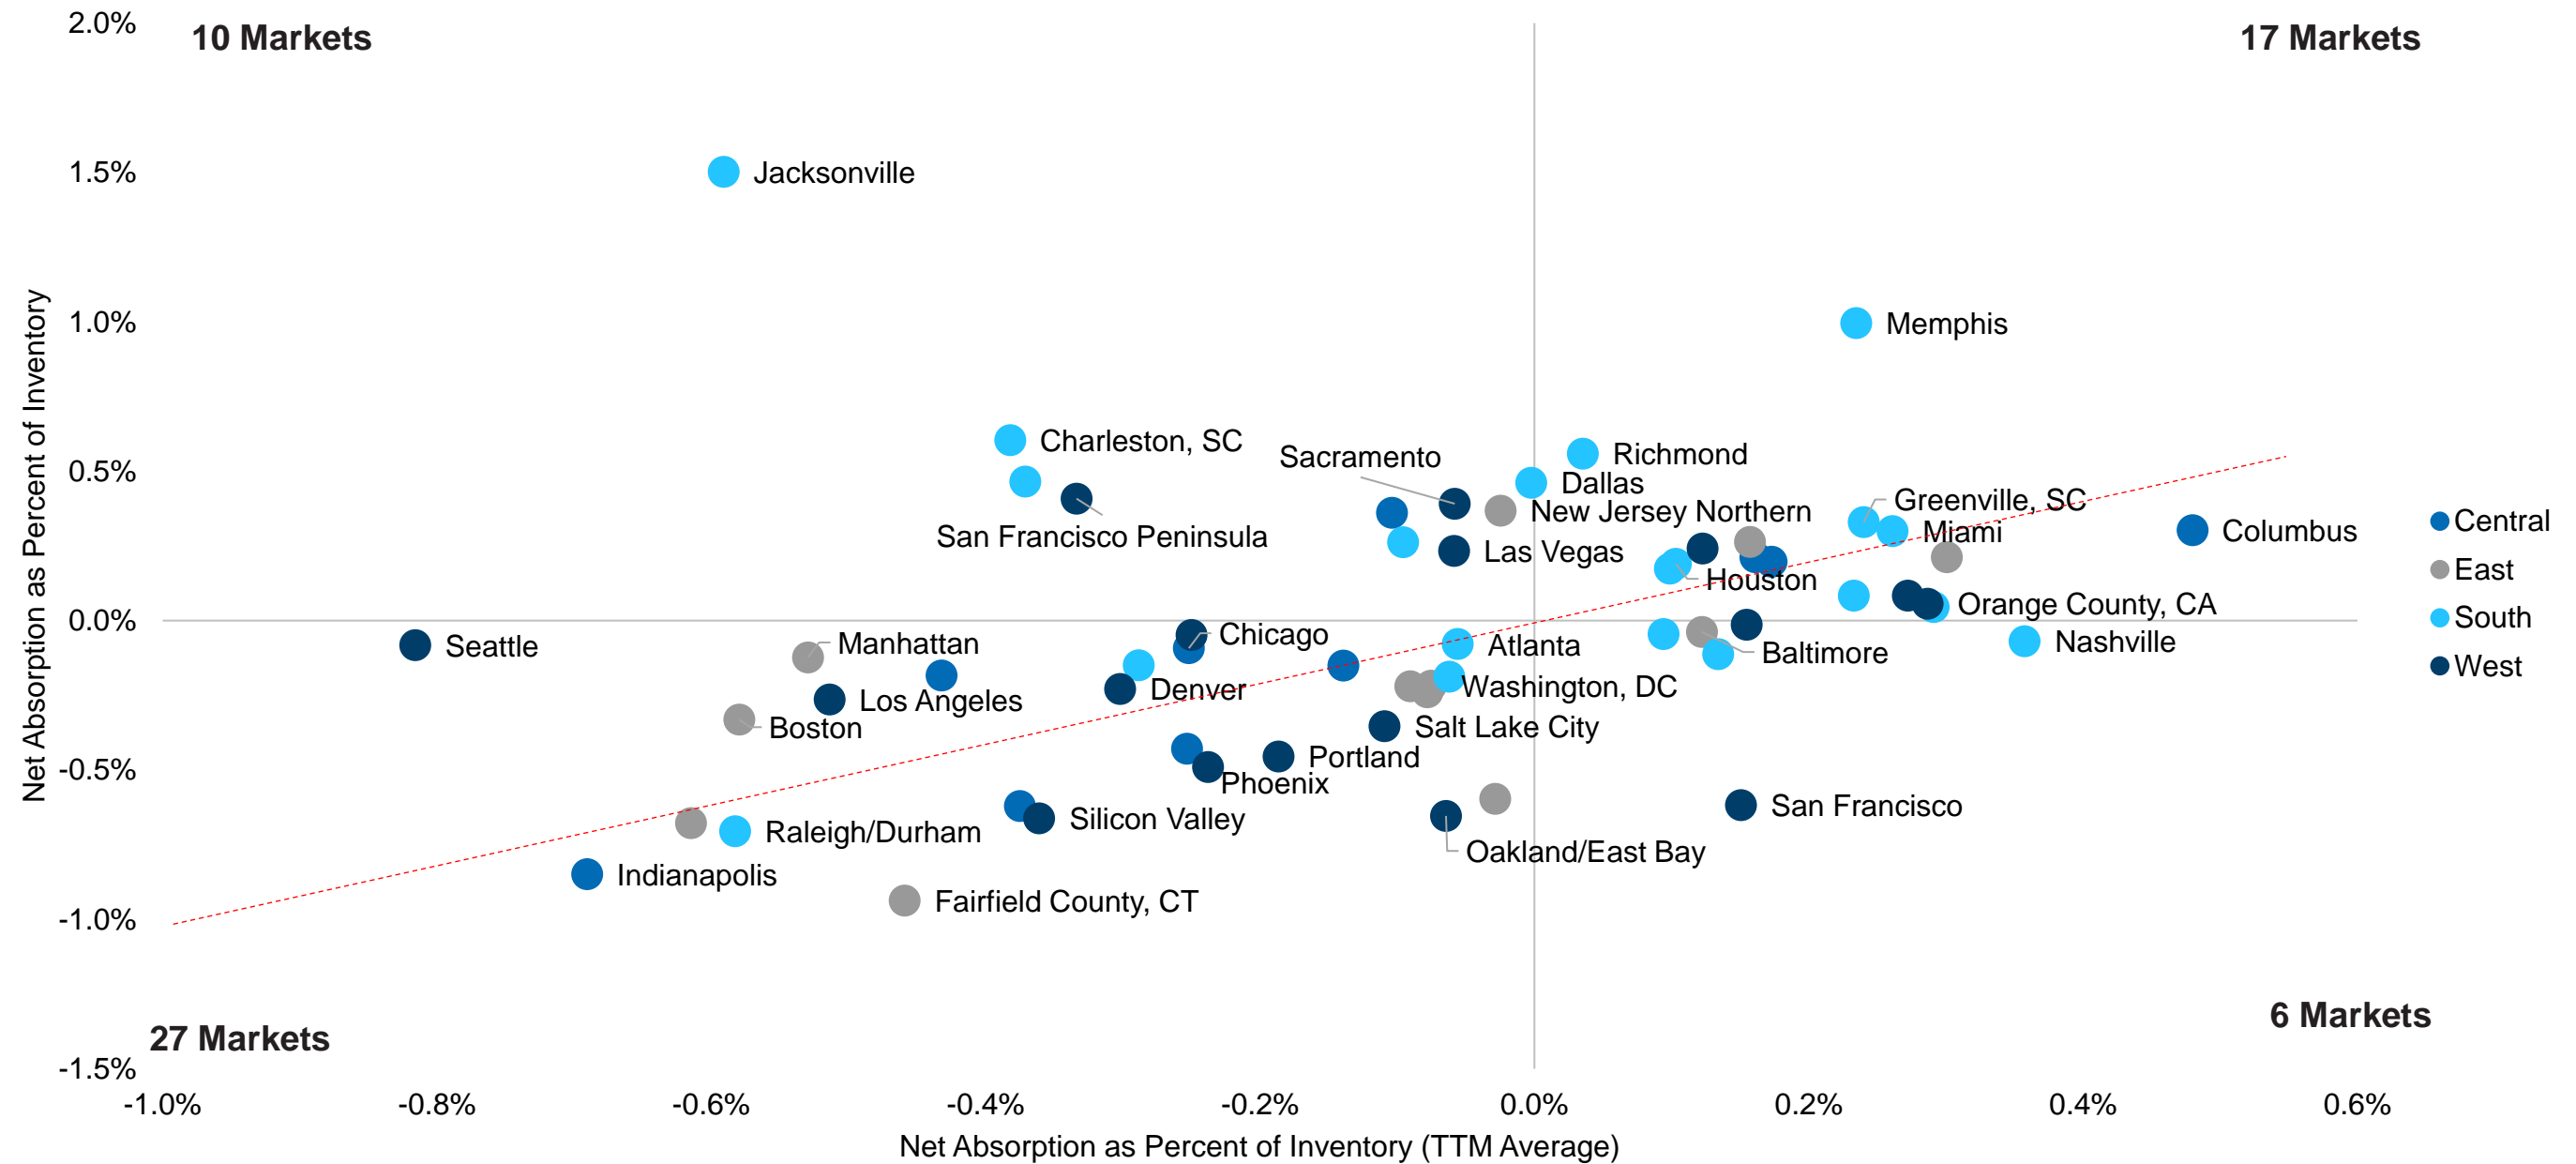 2.0%
10 Markets
17 Markets
1.5%
Jacksonville
1.0%
Memphis
Net Absorption as Percent of Inventory
0.5%
Charleston, SC
Sacramento
Richmond
Dallas
Greenville, SC
New Jersey Northern
San Francisco Peninsula
Las Vegas
Miami
Columbus
Houston
Orange County, CA
0.0%
Seattle
Manhattan
Chicago
Atlanta
Baltimore
Nashville
Los Angeles
Denver
Washington, DC
Boston
Salt Lake City
-0.5%
Portland
Phoenix
Silicon Valley
San Francisco
Raleigh/Durham
Oakland/East Bay
Indianapolis
Fairfield County, CT
-1.0%
27 Markets
6 Markets
-1.5%
-1.0%
-0.8%
-0.6%
-0.4%
-0.2%
0.0%
0.2%
0.4%
0.6%
Net Absorption as Percent of Inventory (TTM Average)
Central
East
South
West